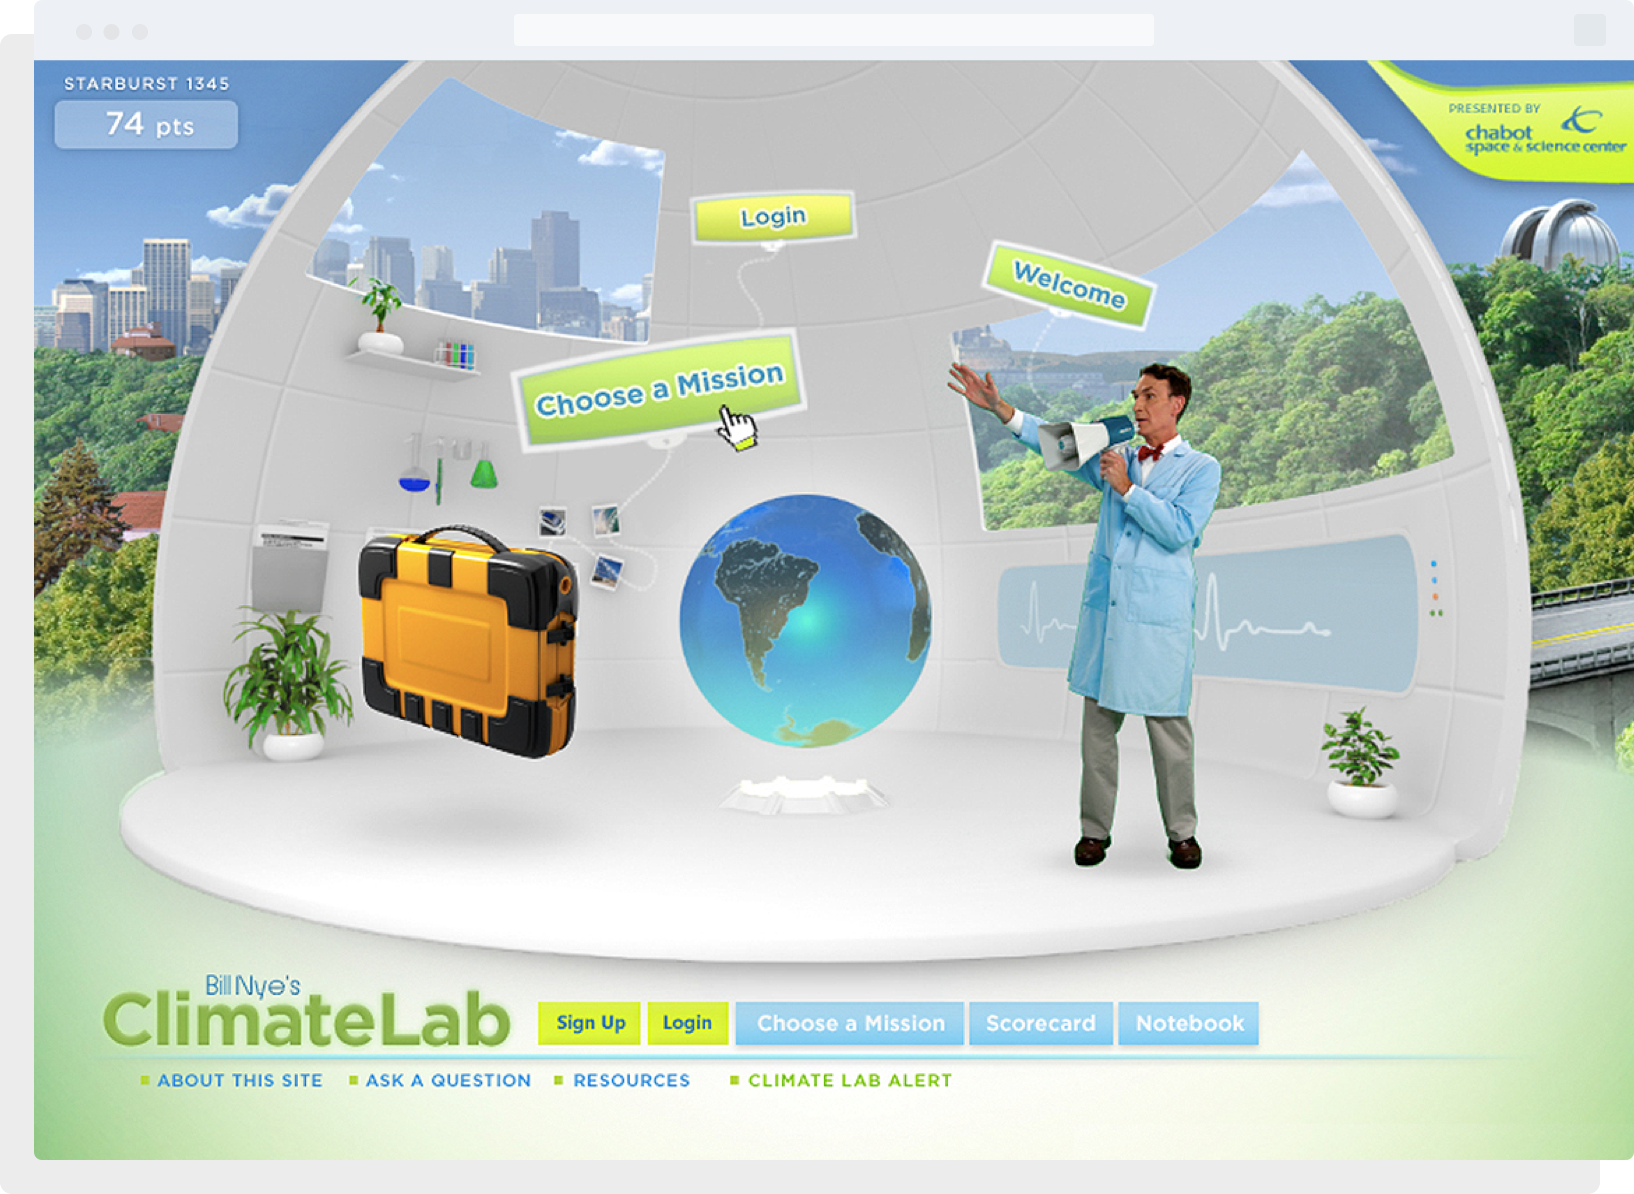 STARBURST 1345
74 pts
PRESENTED BY
chabot
space & science center
Login
Welcome
Choose a Mission
Bill Nye's
ClimateLab
Sign Up
Login
Choose a Mission
Scorecard
Notebook
ABOUT THIS SITE
ASK A QUESTION
RESOURCES
CLIMATE LAB ALERT